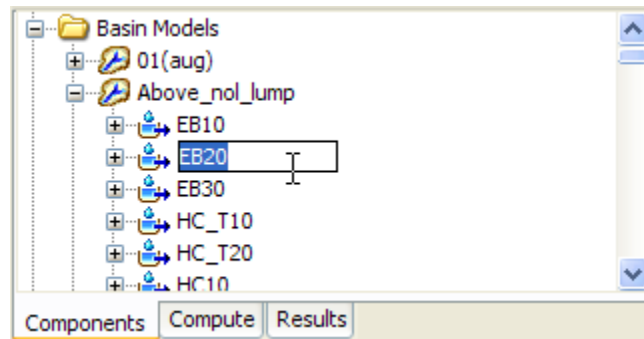 Basin Models
01(aug)
Above_nol_lump
EB10
EB20
EB30
HC_T10
HC_T20
HC10
Components Compute Results